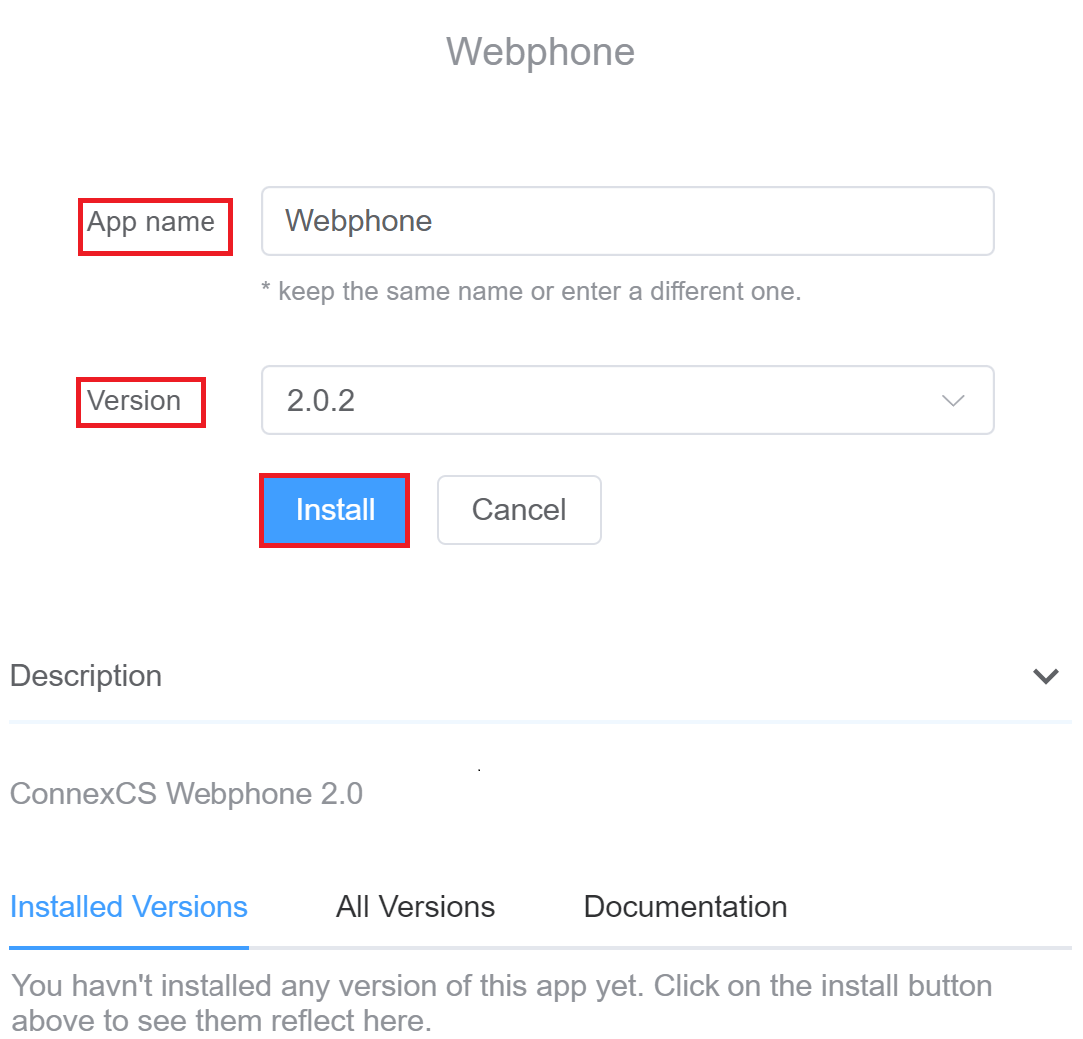 Webphone
App name
Webphone
* keep the same name or enter a different one.
Version
2.0.2
Install
Cancel
Description
ConnexCS Webphone 2.0
Installed Versions
All Versions
Documentation
You havn't installed any version of this app yet. Click on the install button
above to see them reflect here.